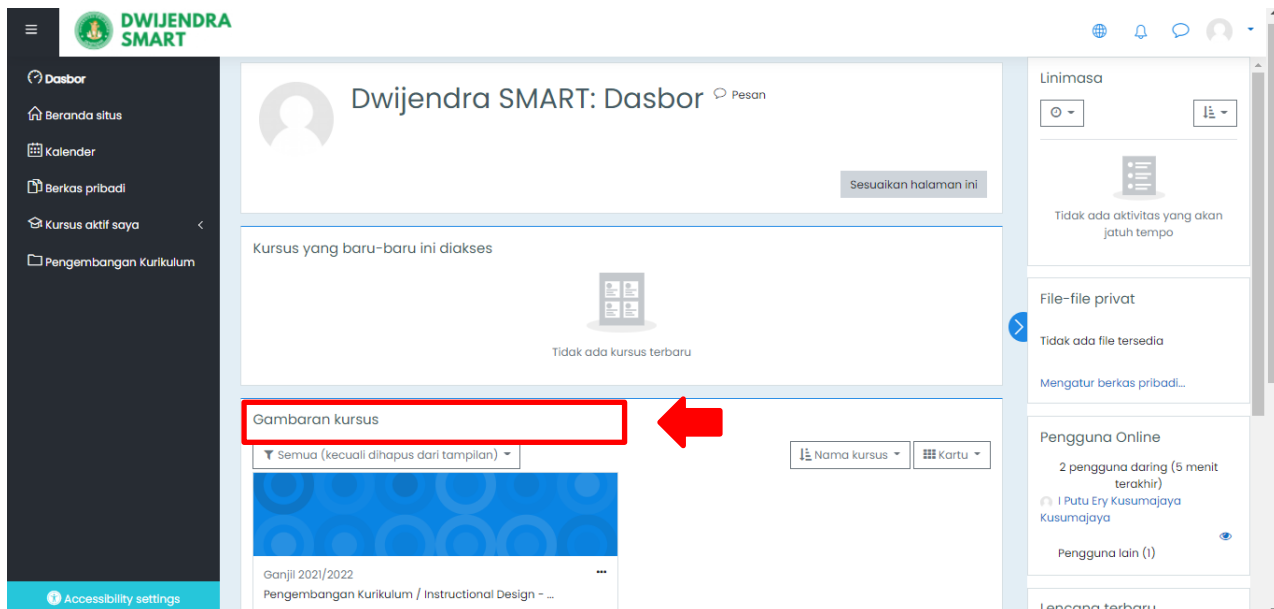 DWIJENDRA
SMART
Dasbor
Beranda situs
Kalender
Berkas pribadi
Kursus aktif saya
Pengembangan Kurikulum
Accessibility settings
Dwijendra SMART: Dasbor
Pesan
Sesuaikan halaman ini
Kursus yang baru-baru ini diakses
Tidak ada kursus terbaru
Gambaran kursus
Semua (kecuali dihapus dari tampilan)
Nama kursus
Kartu
Ganjil 2021/2022
Pengembangan Kurikulum / Instructional Design - ...
Linimasa
Tidak ada aktivitas yang akan
jatuh tempo
File-file privat
Tidak ada file tersedia
Mengatur berkas pribadi...
Pengguna Online
2 pengguna daring (5 menit
terakhir)
I Putu Ery Kusumajaya
Kusumajaya
Pengguna lain (1)
Lencana terbaru